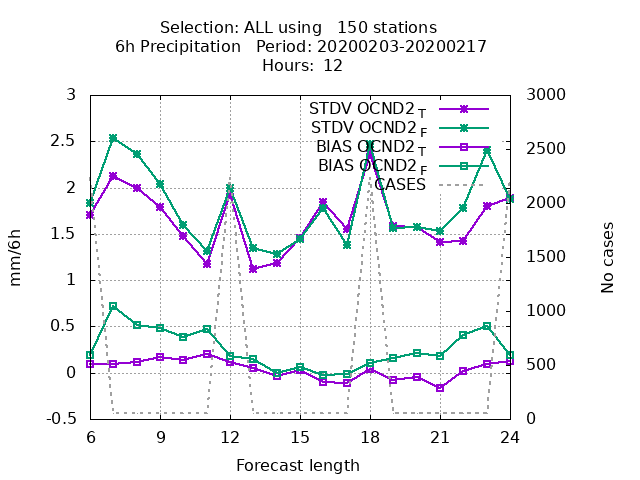 Selection: ALL using   150 stations
6h Precipitation   Period: 20200203-20200217
Hours:  12
STDV OCND2 T
STDV OCND2 F
BIAS OCND2 T
BIAS OCND2 F
CASES
3
2.5
2
1.5
1
0.5
0
-0.5
mm/6h
3000
2500
2000
1500
1000
500
0
No cases
6 9 12 15 18 21 24
Forecast length